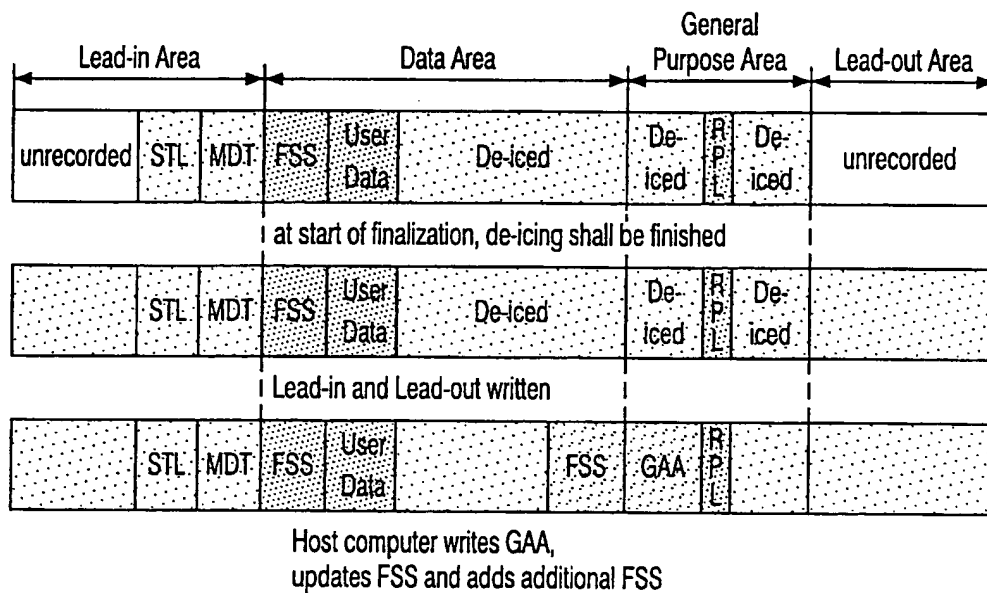 General
Lead-in Area Data Area Purpose Area Lead-out Area
unrecorded STL MDT FSS User Data De-iced De-iced RPL De-iced unrecorded
at start of finalization, de-icing shall be finished
STL MDT FSS User Data De-iced De-iced RPL De-iced
Lead-in and Lead-out written
STL MDT FSS User Data FSS GAA RPL
Host computer writes GAA,
updates FSS and adds additional FSS